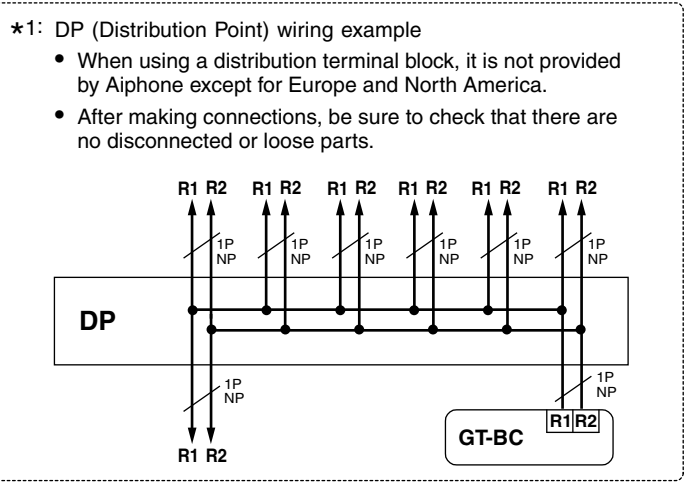 *1: DP (Distribution Point) wiring example
• When using a distribution terminal block, it is not provided
by Aiphone except for Europe and North America.
• After making connections, be sure to check that there are
no disconnected or loose parts.
R1 R2 R1 R2 R1 R2 R1 R2 R1 R2 R1 R2
1P 1P 1P 1P 1P 1P
NP NP NP NP NP NP
DP
1P 1P
NP NP
R1 R2
GT-BC
R1 R2